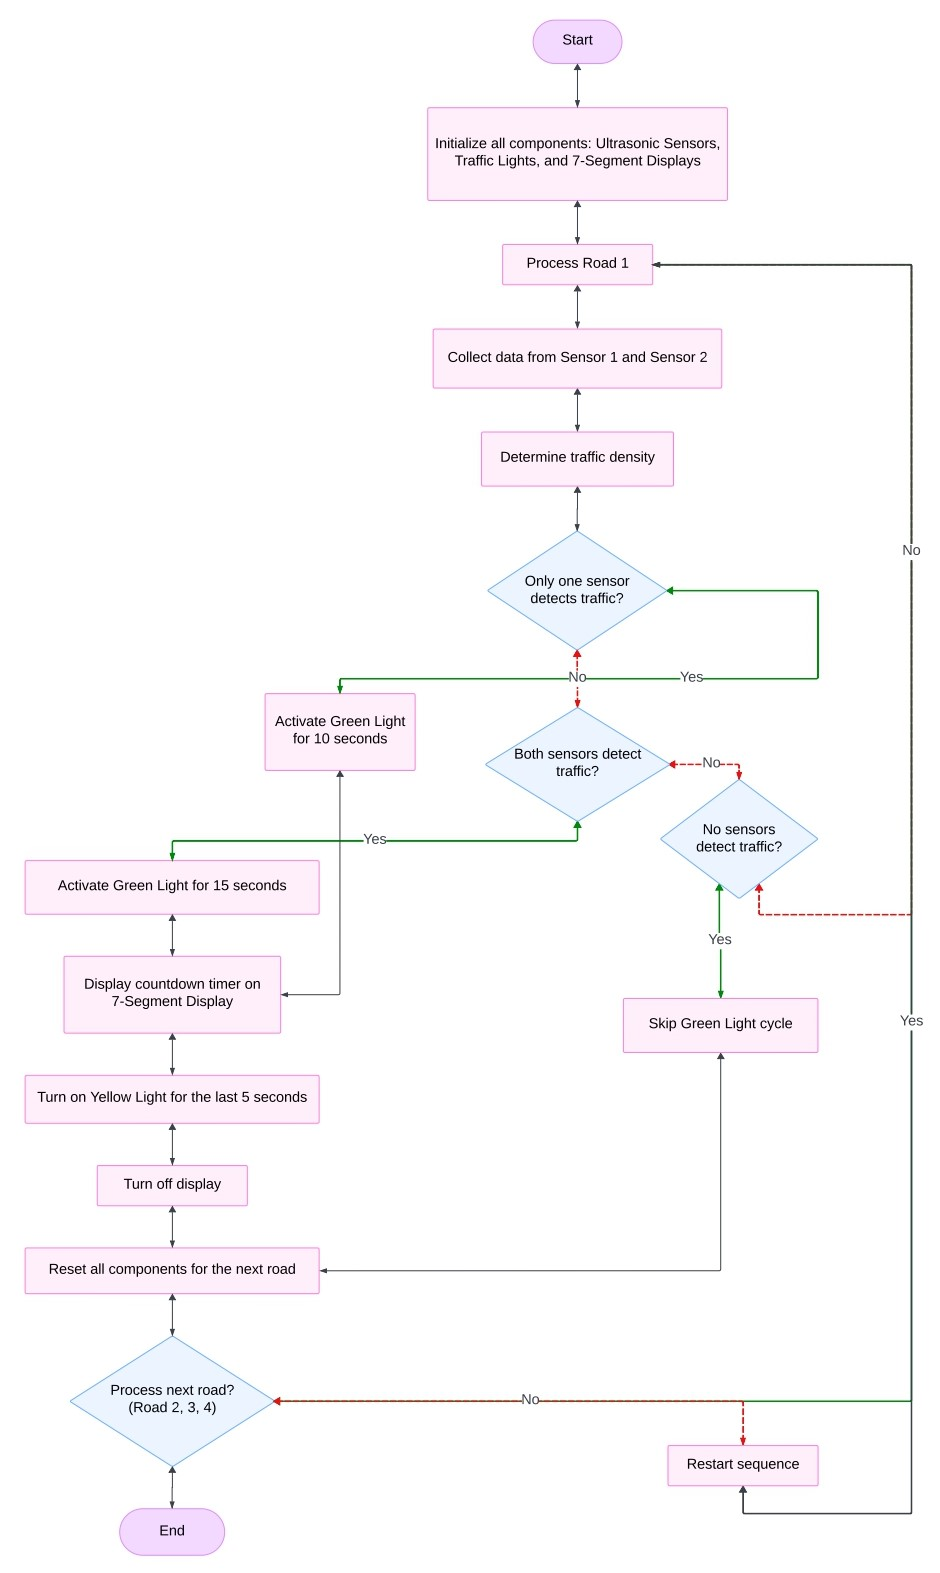 Start
Initialize all components: Ultrasonic Sensors,
Traffic Lights, and 7-Segment Displays
Process Road 1
Collect data from Sensor 1 and Sensor 2
Determine traffic density
No
Only one sensor
detects traffic?
No
Yes
Activate Green Light
for 10 seconds
Both sensors detect
traffic?
No
No sensors
detect traffic?
Yes
Activate Green Light for 15 seconds
Yes
Display countdown timer on
7-Segment Display
Skip Green Light cycle
Yes
Turn on Yellow Light for the last 5 seconds
Turn off display
Reset all components for the next road
Process next road?
(Road 2, 3, 4)
No
Restart sequence
End